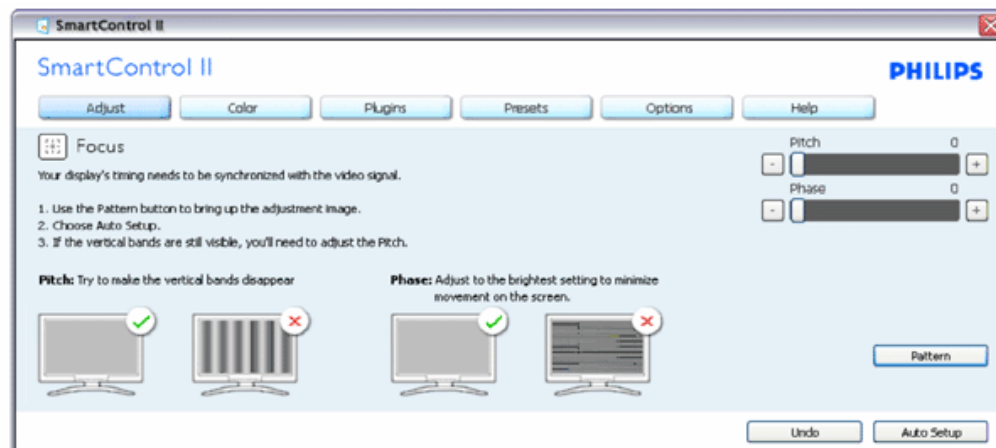 SmartControl II
SmartControl II
PHILIPS
Adjust Color Plugins Presets Options Help
Focus
Pitch 0
Your display's timing needs to be synchronized with the video signal.
- +
Phase 0
1. Use the Pattern button to bring up the adjustment image.
- +
2. Choose Auto Setup.
3. If the vertical bands are still visible, you'll need to adjust the Pitch.
Pitch: Try to make the vertical bands disappear
Phase: Adjust to the brightest setting to minimize
movement on the screen.
Pattern
Undo Auto Setup